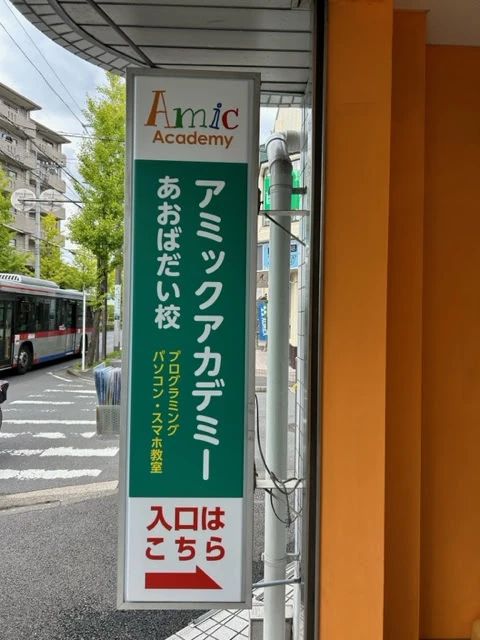 Amic
Academy
アミックアカデミー
あおばだい校
プログラミング
パソコン・スマホ教室
入口は
こちら